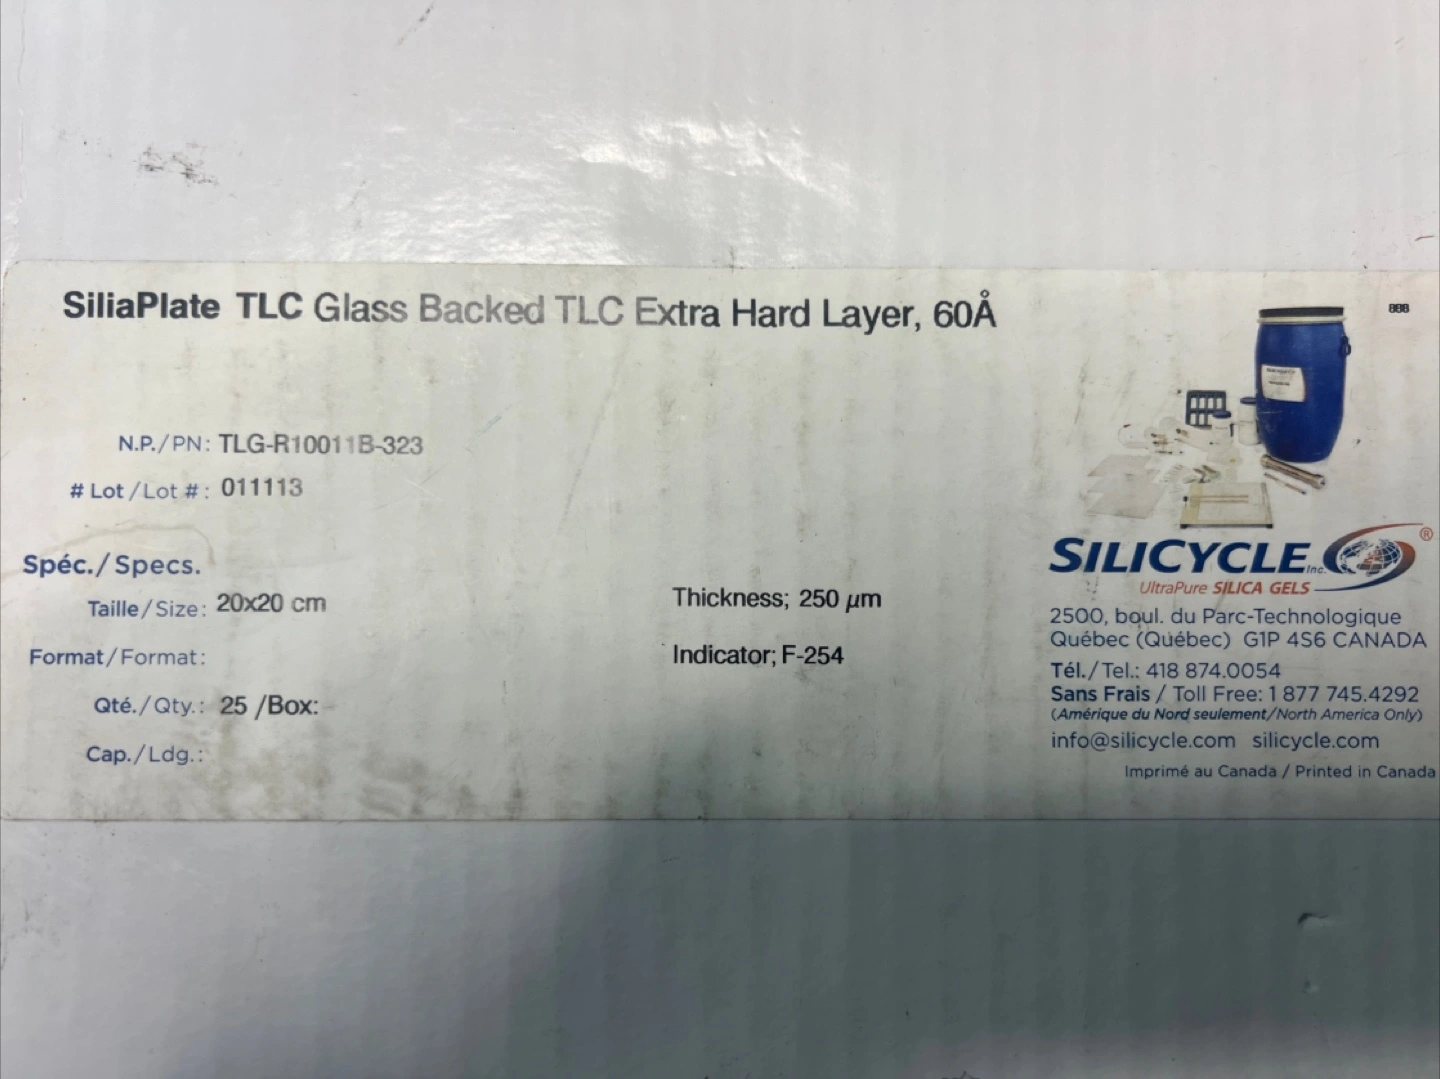 SiliaPlate TLC Glass Backed TLC Extra Hard Layer, 60Å
888
N.P./PN: TLG-R10011B-323
# Lot/Lot #: 011113
Spéc./Specs.
Taille/Size: 20x20 cm
Thickness; 250 µm
Format/Format:
Indicator; F-254
Qté./Qty.: 25 /Box:
Cap./Ldg.:
SILICYCLE Inc. ®
UltraPure SILICA GELS
2500, boul. du Parc-Technologique
Québec (Québec) G1P 4S6 CANADA
Tél./Tel.: 418 874.0054
Sans Frais / Toll Free: 1 877 745.4292
(Amérique du Nord seulement/North America Only)
info@silicycle.com silicycle.com
Imprimé au Canada / Printed in Canada